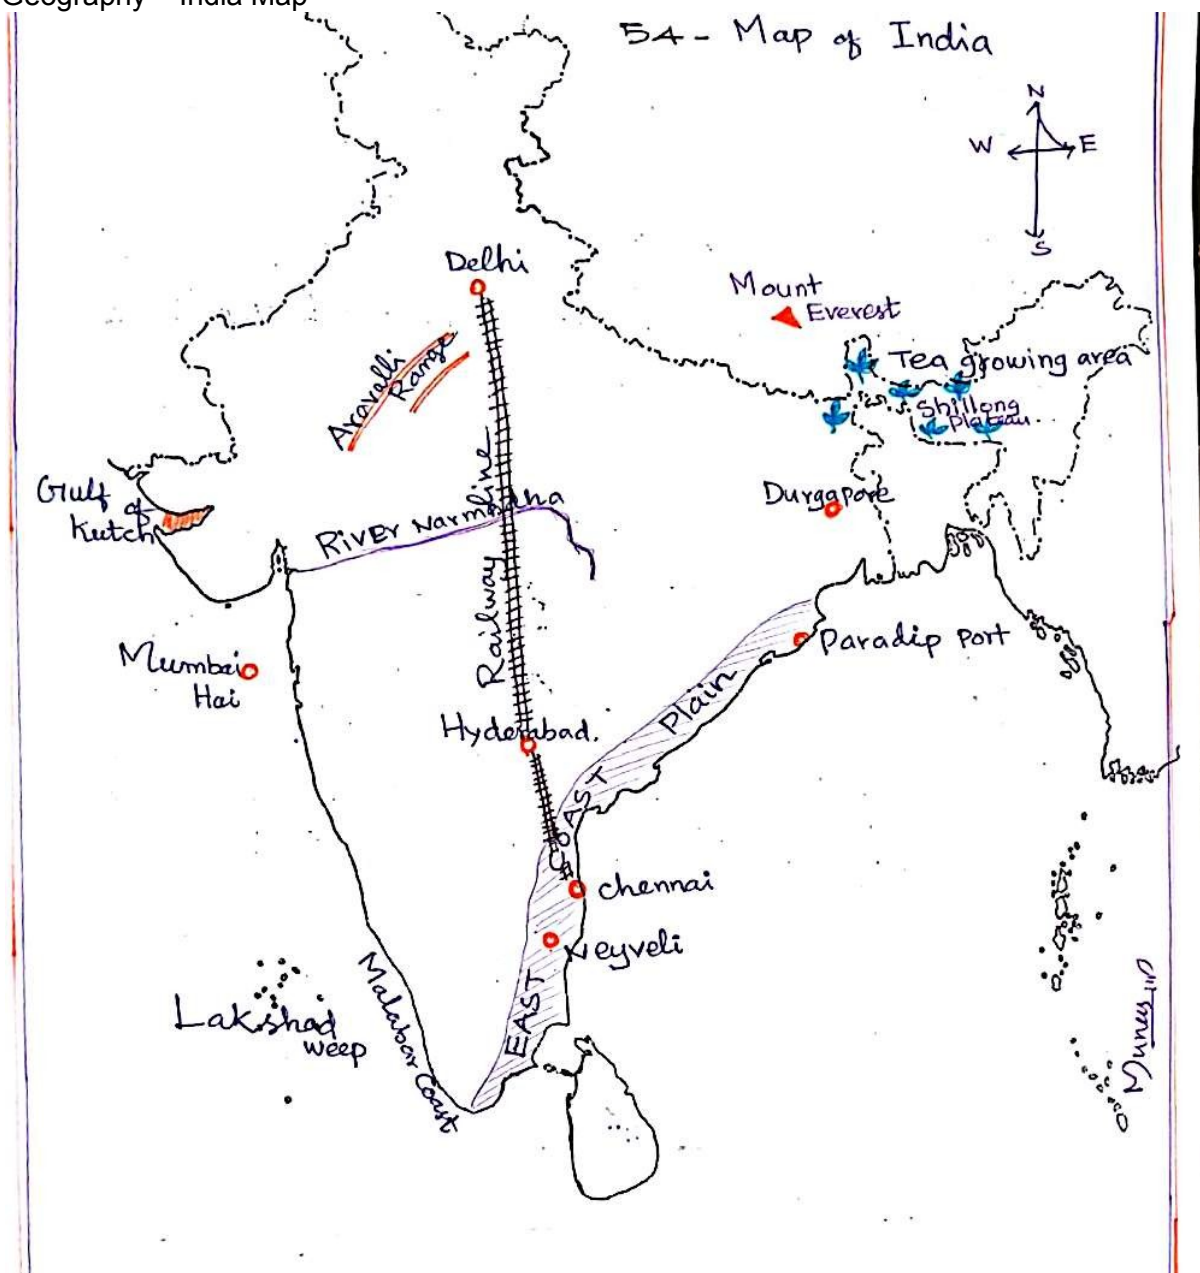 Geography – India Map
54 - Map of India
N
W E
S
Delhi
Mount
Everest
Aravalli
Range
Tea growing area
Shillong
Plateau
Gulf
of
Kutch
Durgapore
RIVER Narmadha
Railway line
Mumbai
Hai
Paradip Port
Hyderabad.
EAST COAST Plain
Chennai
Neyveli
Malabar Coast
Lakshad
weep